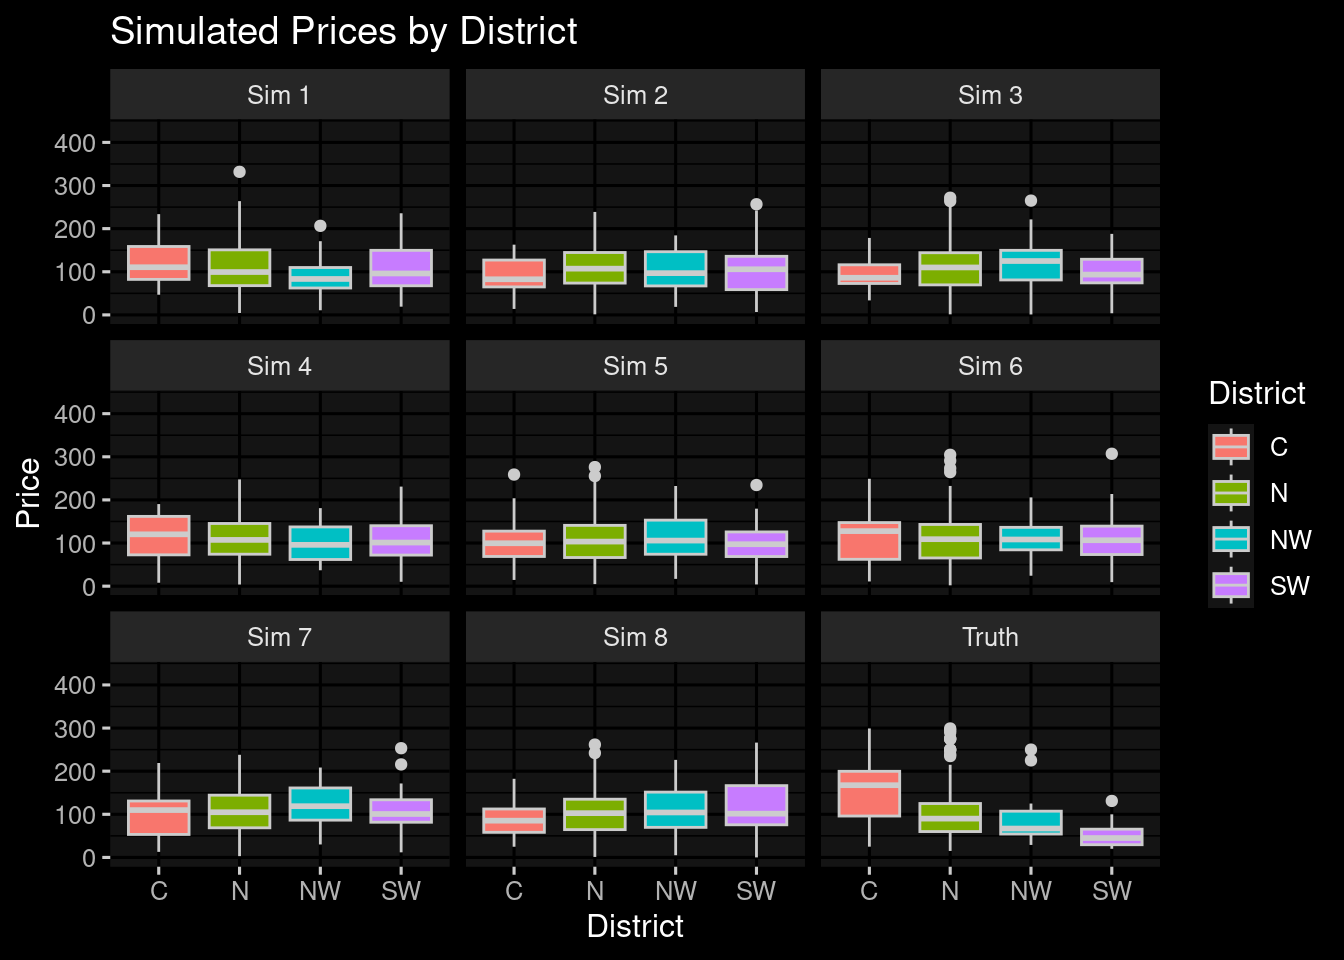 Simulated Prices by District
Sim 1
Sim 2
Sim 3
400
300
200
100
0
Sim 4
Sim 5
Sim 6
400
300
200
100
0
Sim 7
Sim 8
Truth
400
300
200
100
0
C N NW SW
C N NW SW
C N NW SW
District
Price
District
C
N
NW
SW